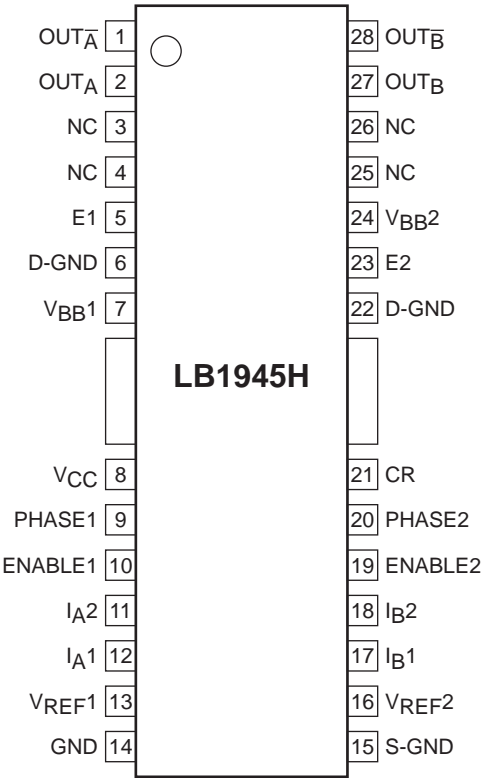 OUTA̅ 1 28 OUTB̅
OUTA 2 27 OUTB
NC 3 26 NC
NC 4 25 NC
E1 5 24 VBB2
D-GND 6 23 E2
VBB1 7 22 D-GND
LB1945H
VCC 8 21 CR
PHASE1 9 20 PHASE2
ENABLE1 10 19 ENABLE2
IA2 11 18 IB2
IA1 12 17 IB1
VREF1 13 16 VREF2
GND 14 15 S-GND